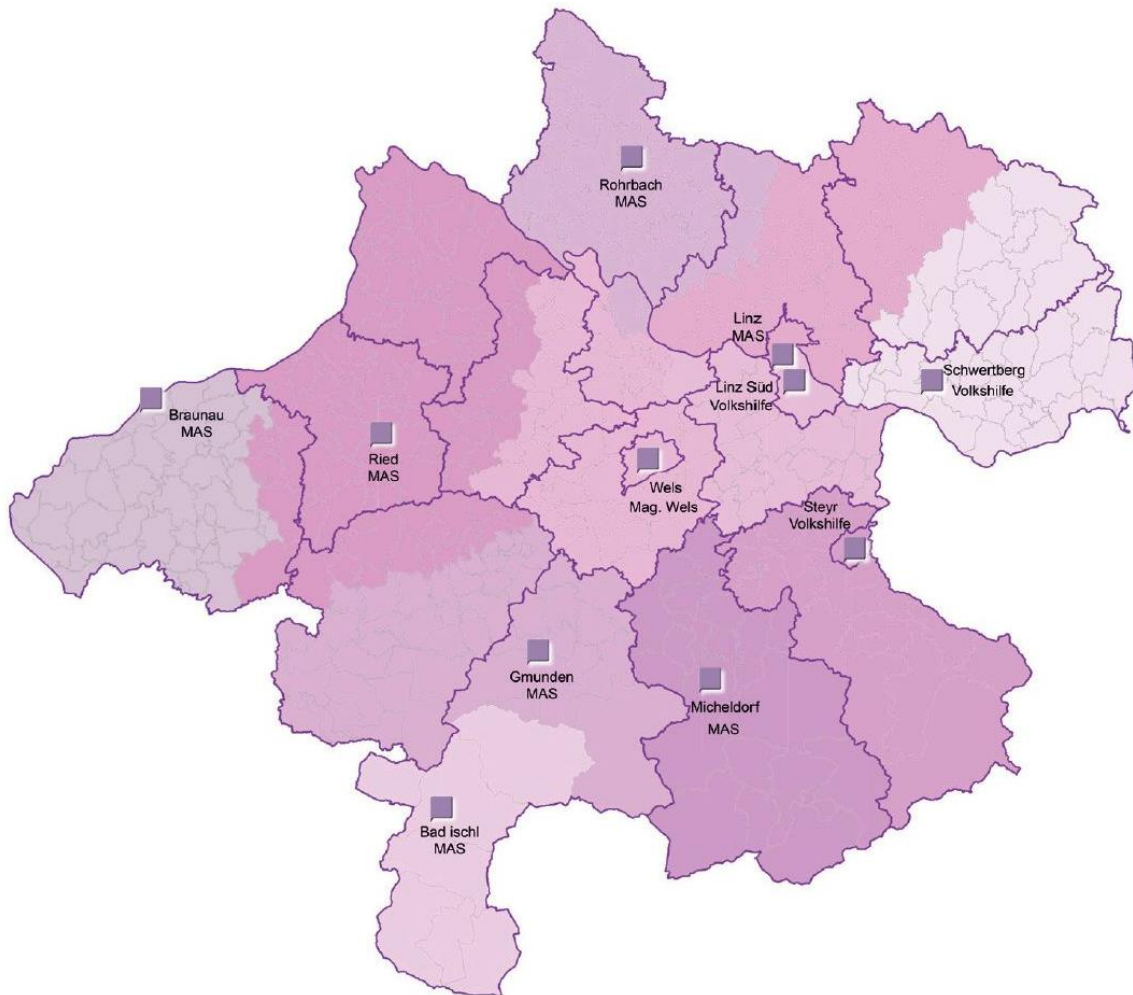 Rohrbach
MAS
Linz
MAS
Linz Süd
Volkshilfe
Schwertberg
Volkshilfe
Braunau
MAS
Ried
MAS
Wels
Mag. Wels
Steyr
Volkshilfe
Gmunden
MAS
Micheldorf
MAS
Bad ischl
MAS